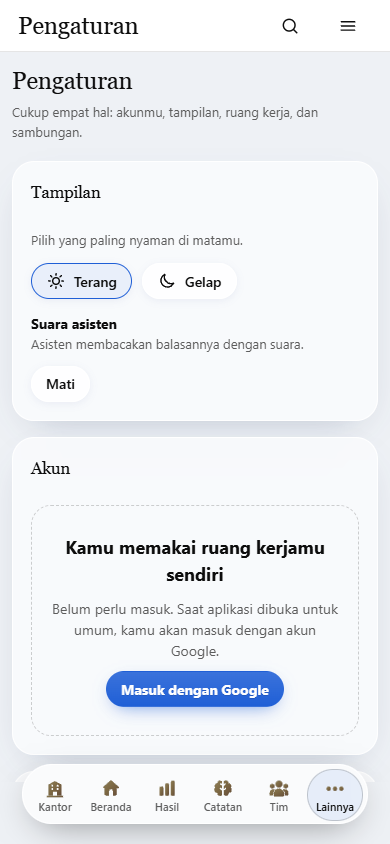 Pengaturan
Pengaturan
Cukup empat hal: akunmu, tampilan, ruang kerja, dan
sambungan.
Tampilan
Pilih yang paling nyaman di matamu.
Terang
Gelap
Suara asisten
Asisten membacakan balasannya dengan suara.
Mati
Akun
Kamu memakai ruang kerjamu
sendiri
Belum perlu masuk. Saat aplikasi dibuka untuk
umum, kamu akan masuk dengan akun
Google.
Masuk dengan Google
Kantor
Beranda
Hasil
Catatan
Tim
Lainnya